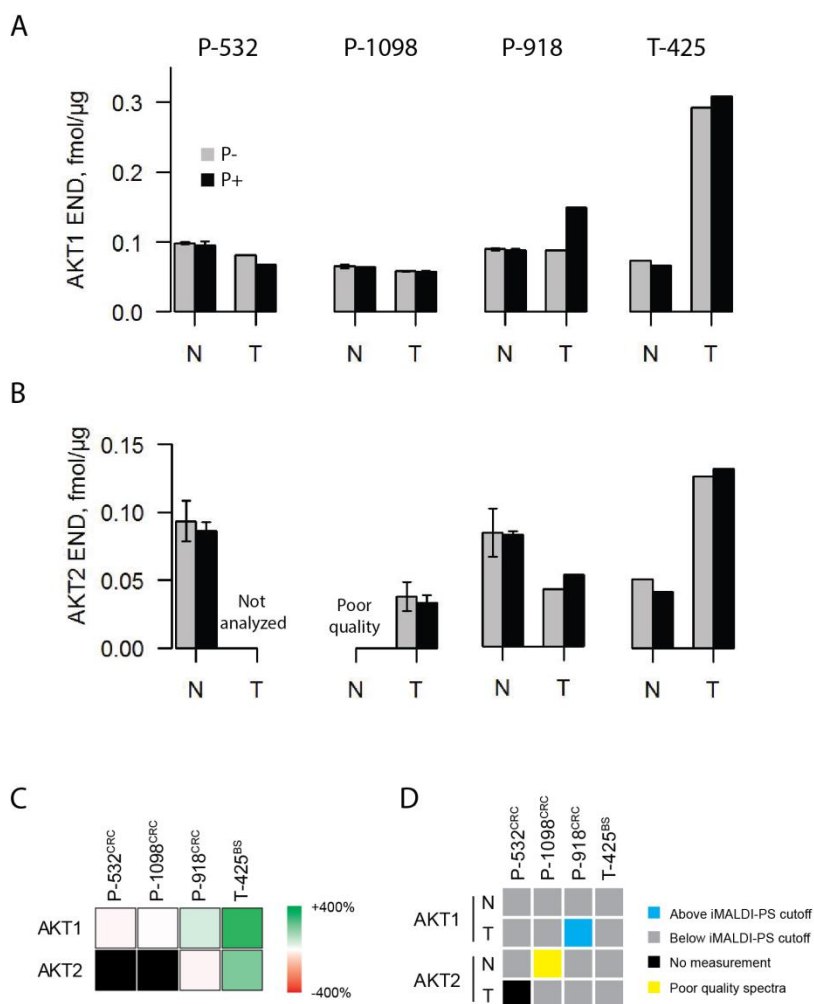 A
P-532 P-1098 P-918 T-425
AKT1 END, fmol/µg
0.3
0.2
0.1
0.0
P-
P+
N T N T N T N T
B
AKT2 END, fmol/µg
0.15
0.10
0.05
0.00
Not
analyzed
Poor
quality
N T N T N T N T
C
P-532CRC
P-1098CRC
P-918CRC
T-425BS
AKT1
AKT2
+400%
-400%
D
P-532CRC
P-1098CRC
P-918CRC
T-425BS
AKT1
N
T
AKT2
N
T
Above iMALDI-PS cutoff
Below iMALDI-PS cutoff
No measurement
Poor quality spectra